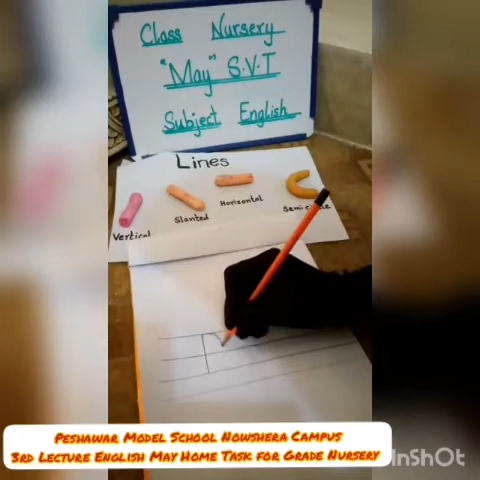 Class Nursery
"May" S.V.T
Subject English
Lines
Vertical
Slanted
Horizontal
Semi circle
Peshawar Model School Nowshera Campus
3rd Lecture English May Home Task for Grade Nursery
InShOt